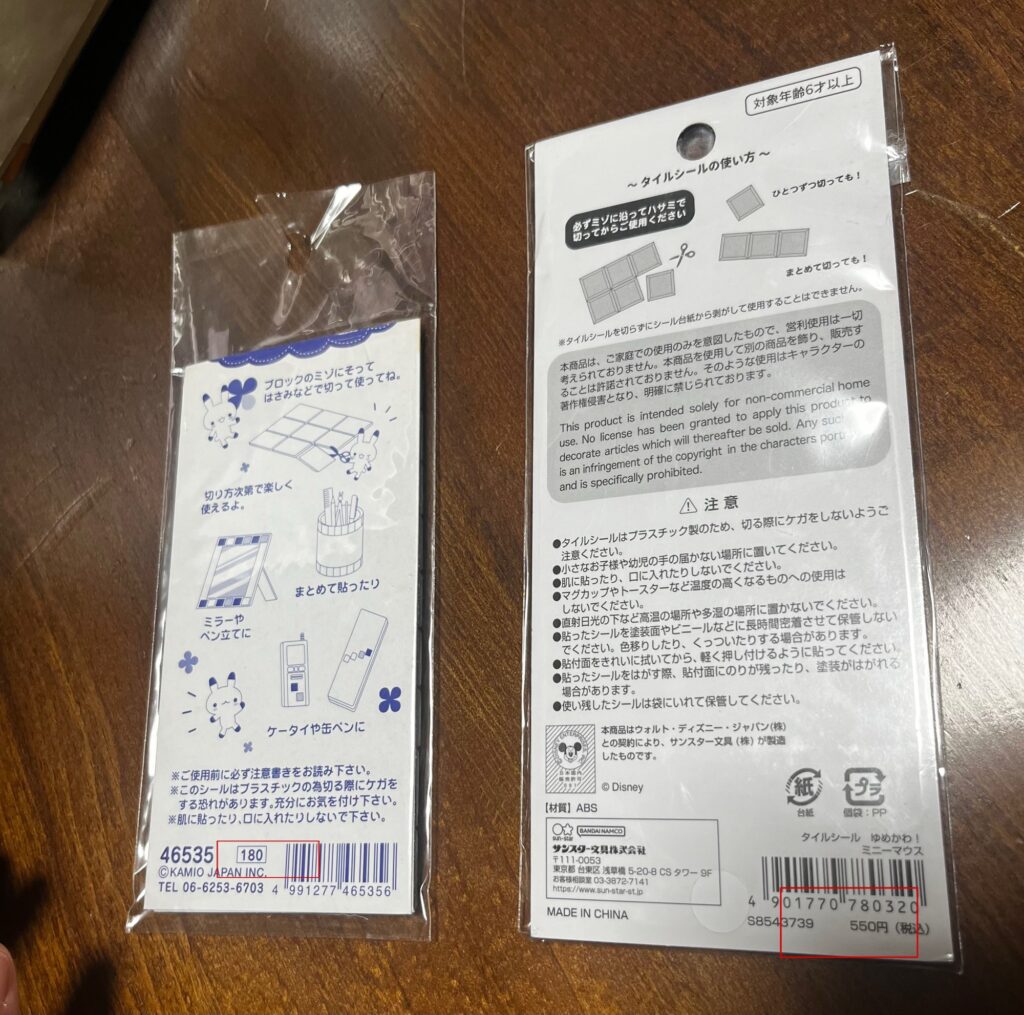 ブロックのミゾにそって
はさみなどで切って使ってね。
切り方次第で楽しく
使えるよ。
まとめて貼ったり
ミラーや
ペン立てに
ケータイや缶ペンに
※ご使用前に必ず注意書きをお読み下さい。
※このシールはプラスチックの為切る際にケガを
する恐れがあります。充分にお気を付け下さい。
※肌に貼ったり、口に入れたりしないで下さい。
46535 180
©KAMIO JAPAN INC.
TEL 06-6253-6703
4 991277 465356
対象年齢6才以上
～タイルシールの使い方～
必ずミゾに沿ってハサミで
切ってからご使用ください
ひとつずつ切っても！
まとめて切っても！
※タイルシールを切らずにシール台紙から剥がして使用することはできません。
本商品は、ご家庭での使用のみを意図したもので、営利使用は一切
考えられておりません。本商品を使用して別の商品を飾り、販売す
ることは許諾されておりません。そのような使用はキャラクターの
著作権侵害となり、明確に禁じられております。
This product is intended solely for non-commercial home
use. No license has been granted to apply this product to
decorate articles which will thereafter be sold. Any such
is an infringement of the copyright in the characters
and is specifically prohibited.
注意
●タイルシールはプラスチック製のため、切る際にケガをしないようご
注意ください。
●小さなお子様や幼児の手の届かない場所に置いてください。
●肌に貼ったり、口に入れたりしないでください。
●マグカップやトースターなど温度の高くなるものへの使用は
しないでください。
●直射日光の下など高温の場所や多湿の場所に置かないでください。
●貼ったシールを塗装面やビニールなどに長時間密着させて保管しない
でください。色移りしたり、くっついたりする場合があります。
●貼付面をきれいに拭いてから、軽く押し付けるように貼ってください。
●貼ったシールをはがす際、貼付面にのりが残ったり、塗装がはがれる
場合があります。
●使い残したシールは袋にいれて保管してください。
本商品はウォルト・ディズニー・ジャパン(株)
との契約により、サンスター文具(株)が製造
したものです。
© Disney
【材質】ABS
紙
台紙
プラ
個袋：PP
sun-star BANDAI NAMCO
サンスター文具株式会社
〒111-0053
東京都 台東区 浅草橋 5-20-8 CS タワー 9F
お客様相談室 03-3872-7141
https://www.sun-star-st.jp
MADE IN CHINA
タイルシール ゆめかわ！
ミニーマウス
4 901770 780320
S8543739 550円（税込）